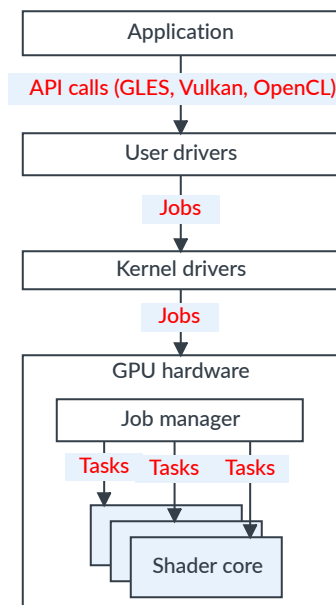 Application
API calls (GLES, Vulkan, OpenCL)
User drivers
Jobs
Kernel drivers
Jobs
GPU hardware
Job manager
Tasks Tasks Tasks
Shader core